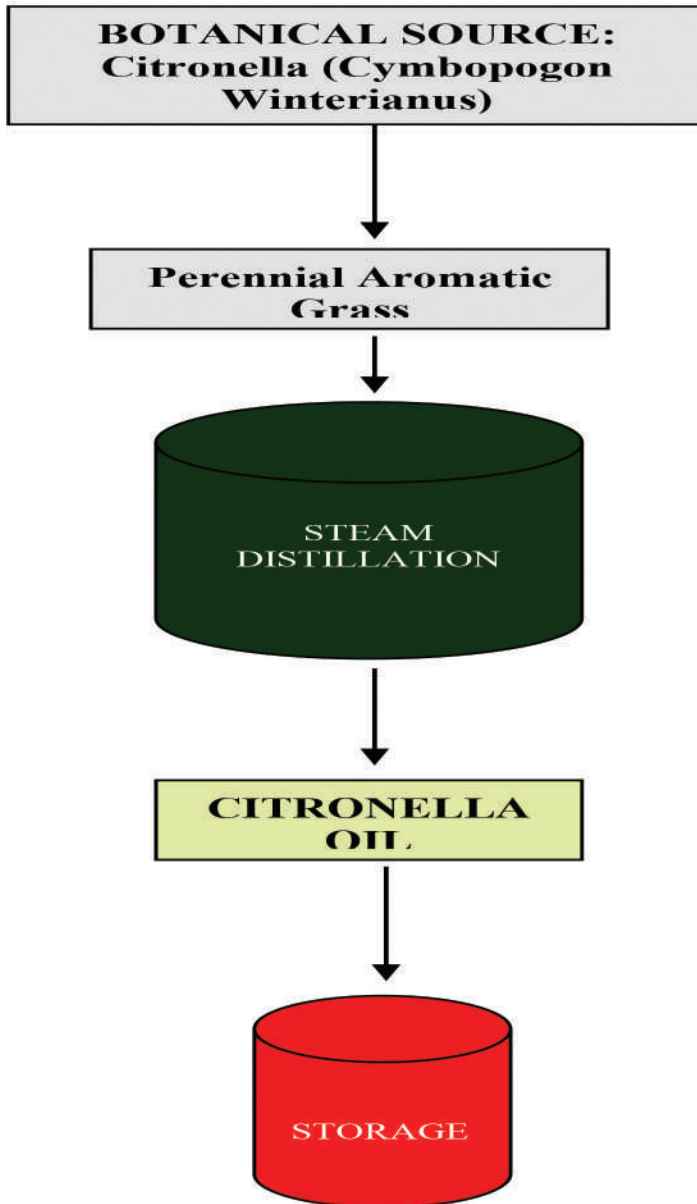 BOTANICAL SOURCE:
Citronella (Cymbopogon
Winterianus)
Perennial Aromatic
Grass
STEAM
DISTILLATION
CITRONELLA
OIL
STORAGE